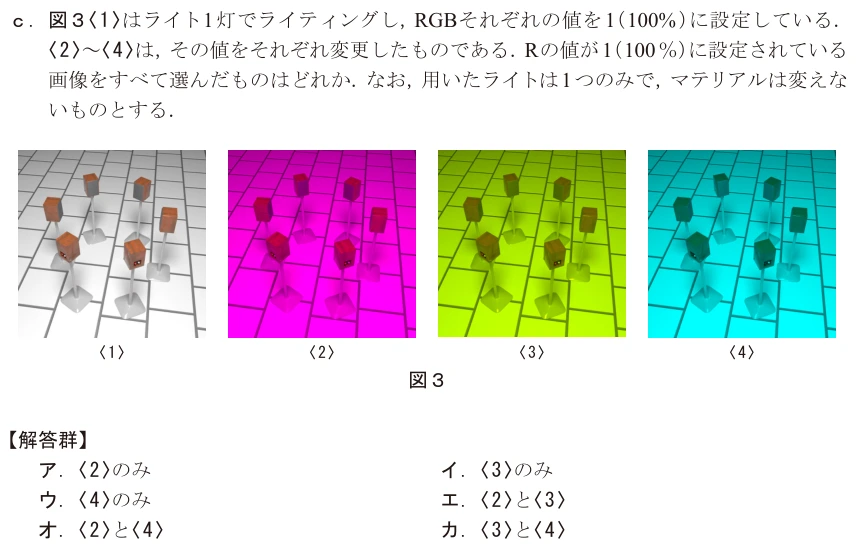 c．図3〈1〉はライト1灯でライティングし，RGBそれぞれの値を1（100%）に設定している．
〈2〉～〈4〉は，その値をそれぞれ変更したものである．Rの値が1（100%）に設定されている
画像をすべて選んだものはどれか．なお，用いたライトは1つのみで，マテリアルは変えな
いものとする．
〈1〉 〈2〉 〈3〉 〈4〉
図3
【解答群】
ア．〈2〉のみ イ．〈3〉のみ
ウ．〈4〉のみ エ．〈2〉と〈3〉
オ．〈2〉と〈4〉 カ．〈3〉と〈4〉